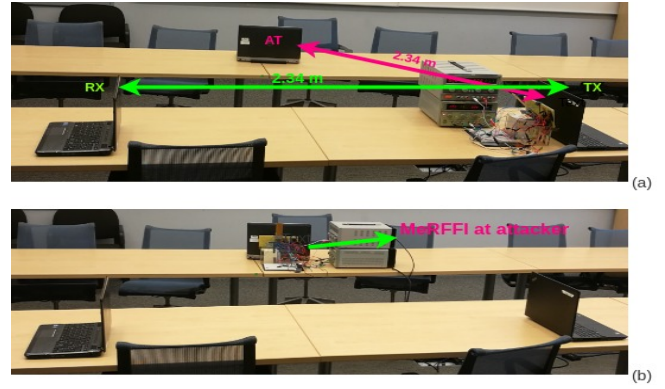 AT
2.34 m
RX
2.34 m
TX
(a)
MeRFFI at attacker
(b)